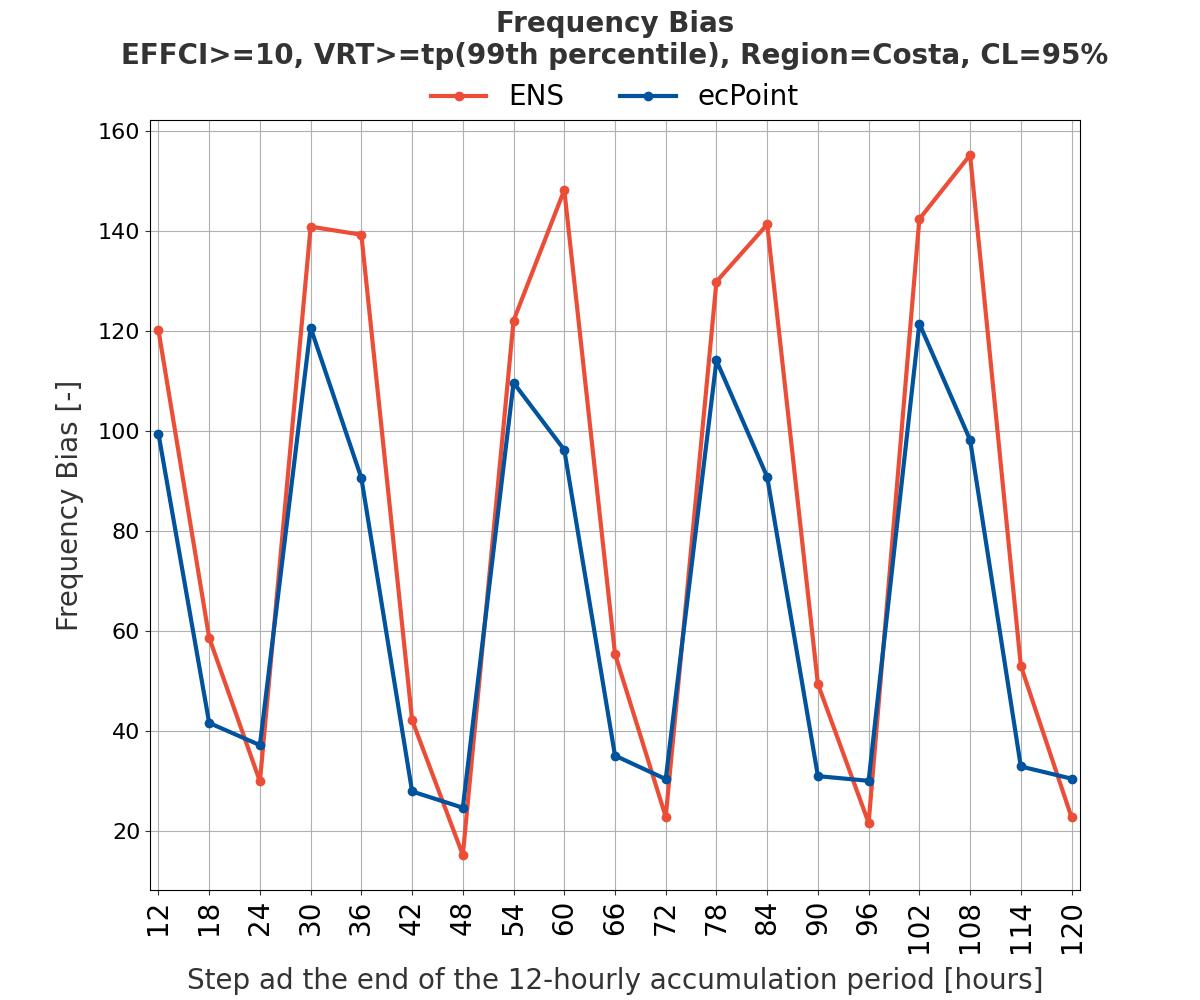 Frequency Bias
EFFCI>=10, VRT>=tp(99th percentile), Region=Costa, CL=95%
ENS ecPoint
160
140
120
100
80
60
40
20
Frequency Bias [-]
12 18 24 30 36 42 48 54 60 66 72 78 84 90 96 102 108 114 120
Step ad the end of the 12-hourly accumulation period [hours]